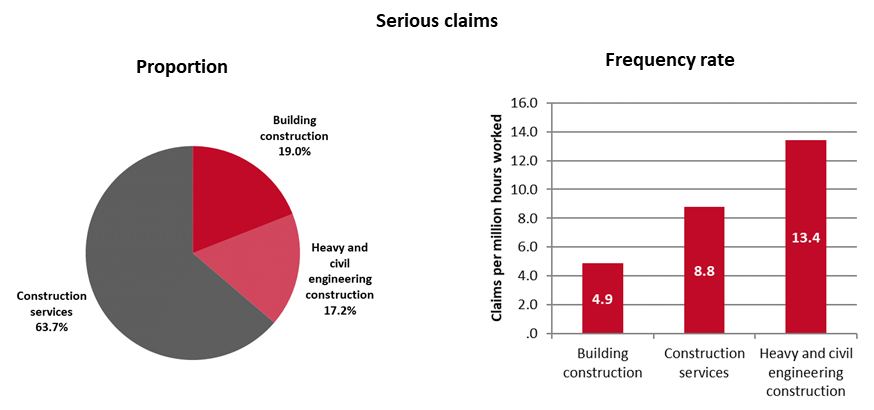 Serious claims
Proportion
Building
construction
19.0%
Heavy and
civil
engineering
construction
17.2%
Construction
services
63.7%
Frequency rate
Claims per million hours worked
16.0
14.0
12.0
10.0
8.0
6.0
4.0
2.0
.0
4.9
8.8
13.4
Building
construction
Construction
services
Heavy and civil
engineering
construction